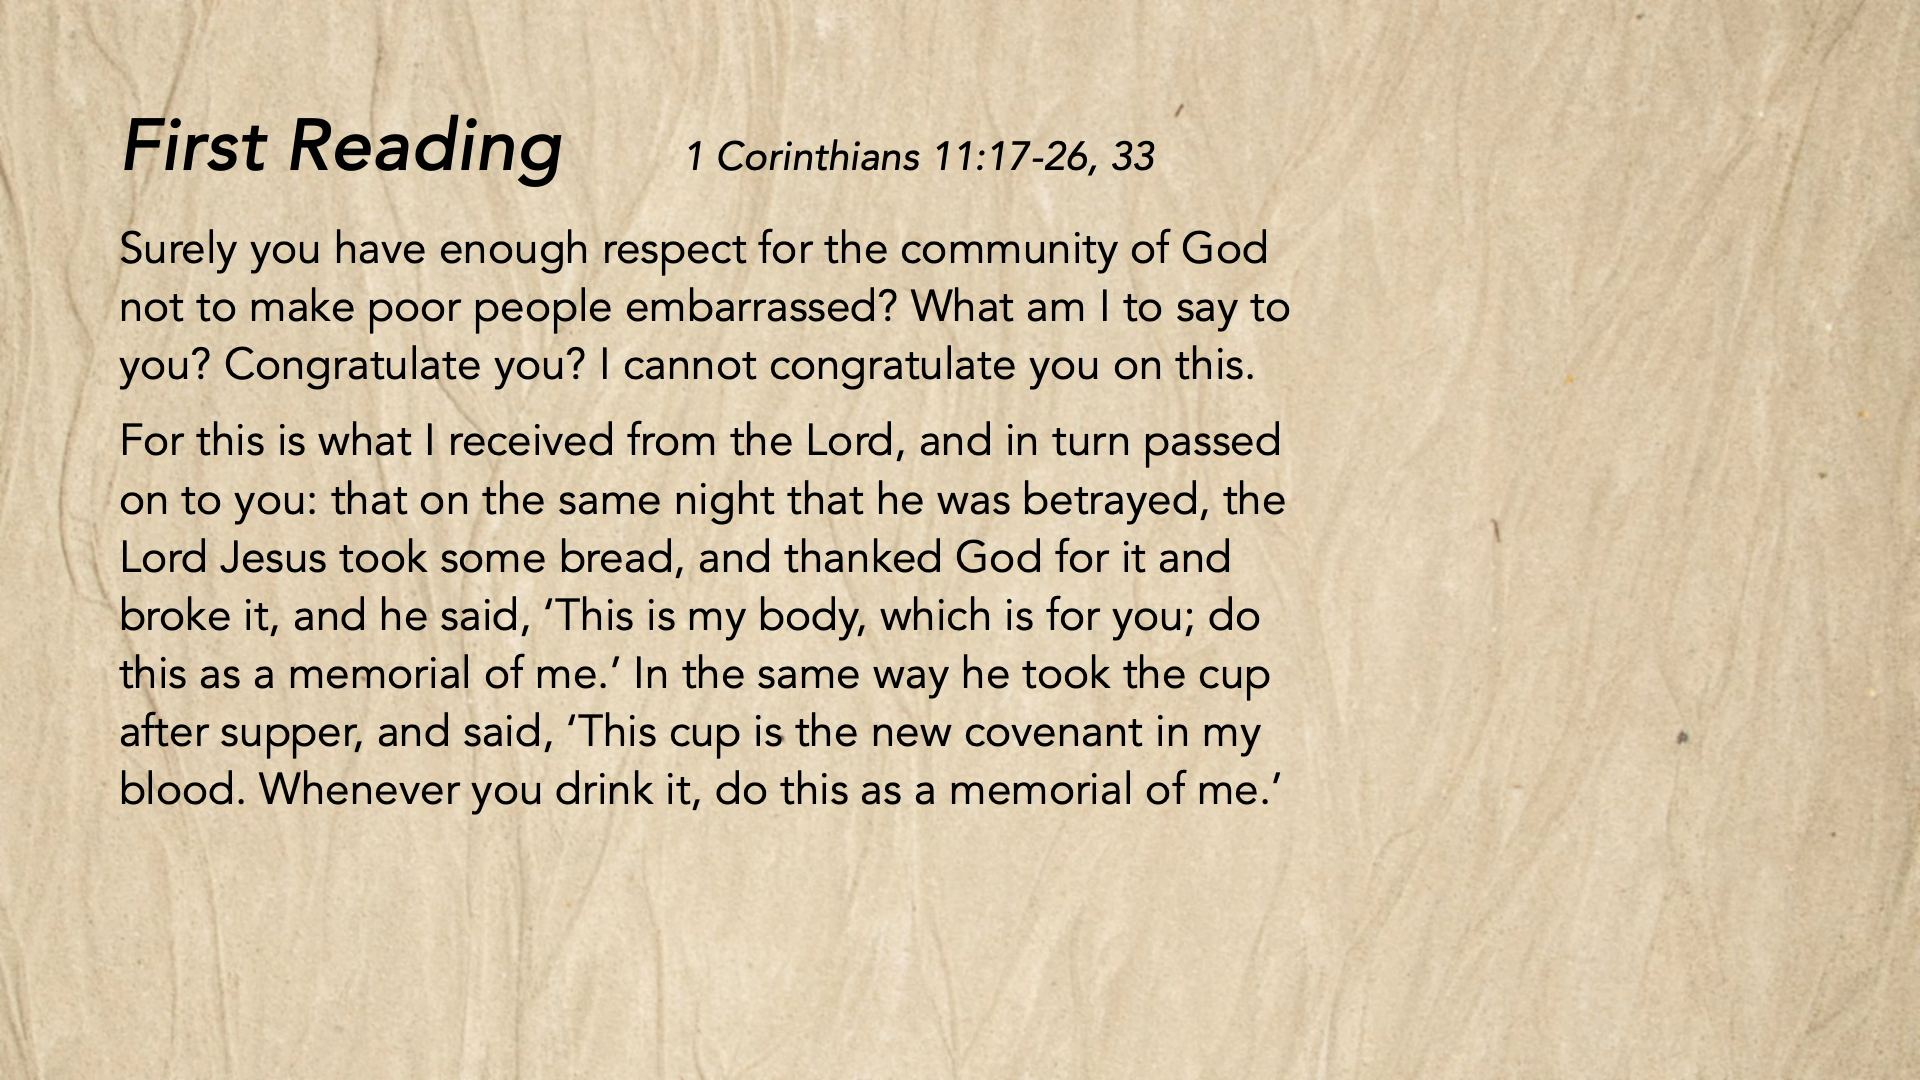 First Reading 1 Corinthians 11:17-26, 33
Surely you have enough respect for the community of God
not to make poor people embarrassed? What am I to say to
you? Congratulate you? I cannot congratulate you on this.
For this is what I received from the Lord, and in turn passed
on to you: that on the same night that he was betrayed, the
Lord Jesus took some bread, and thanked God for it and
broke it, and he said, ‘This is my body, which is for you; do
this as a memorial of me.’ In the same way he took the cup
after supper, and said, ‘This cup is the new covenant in my
blood. Whenever you drink it, do this as a memorial of me.’